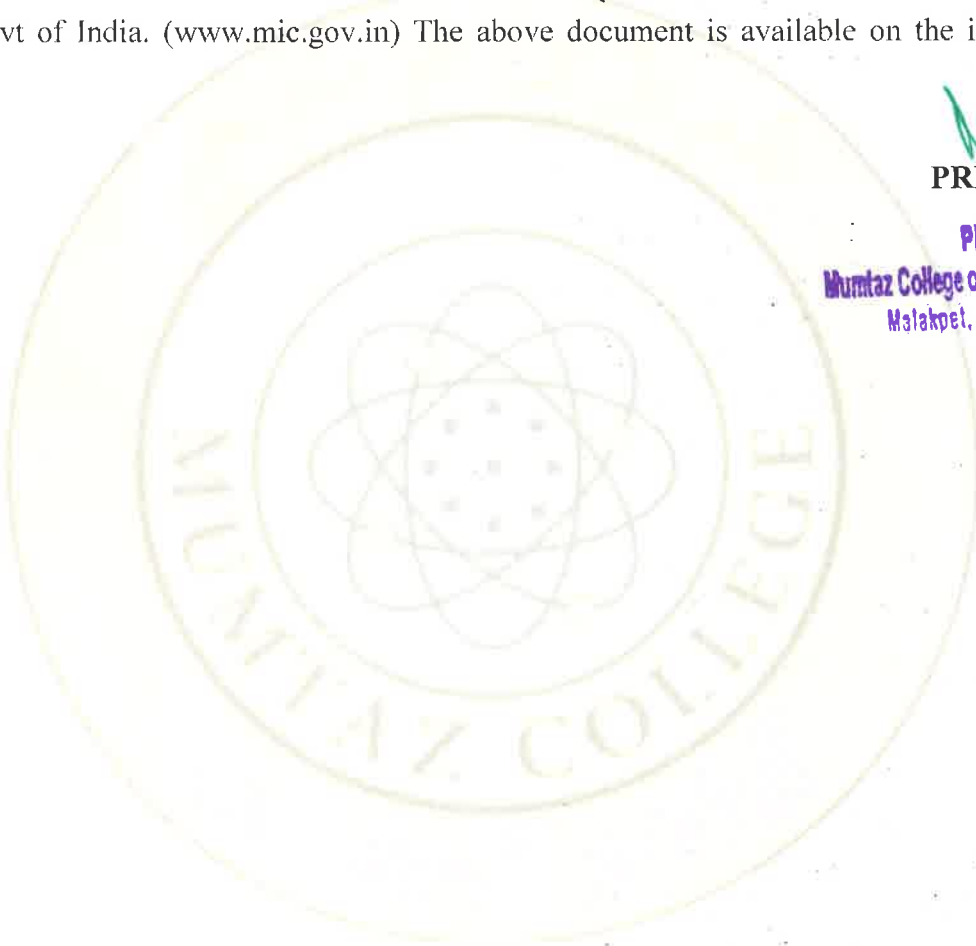 vt of India. (www.mic.gov.in) The above document is available on the i
PRI
P
Mumtaz College o
Malakpet,
MUMTAZ COLLEGE